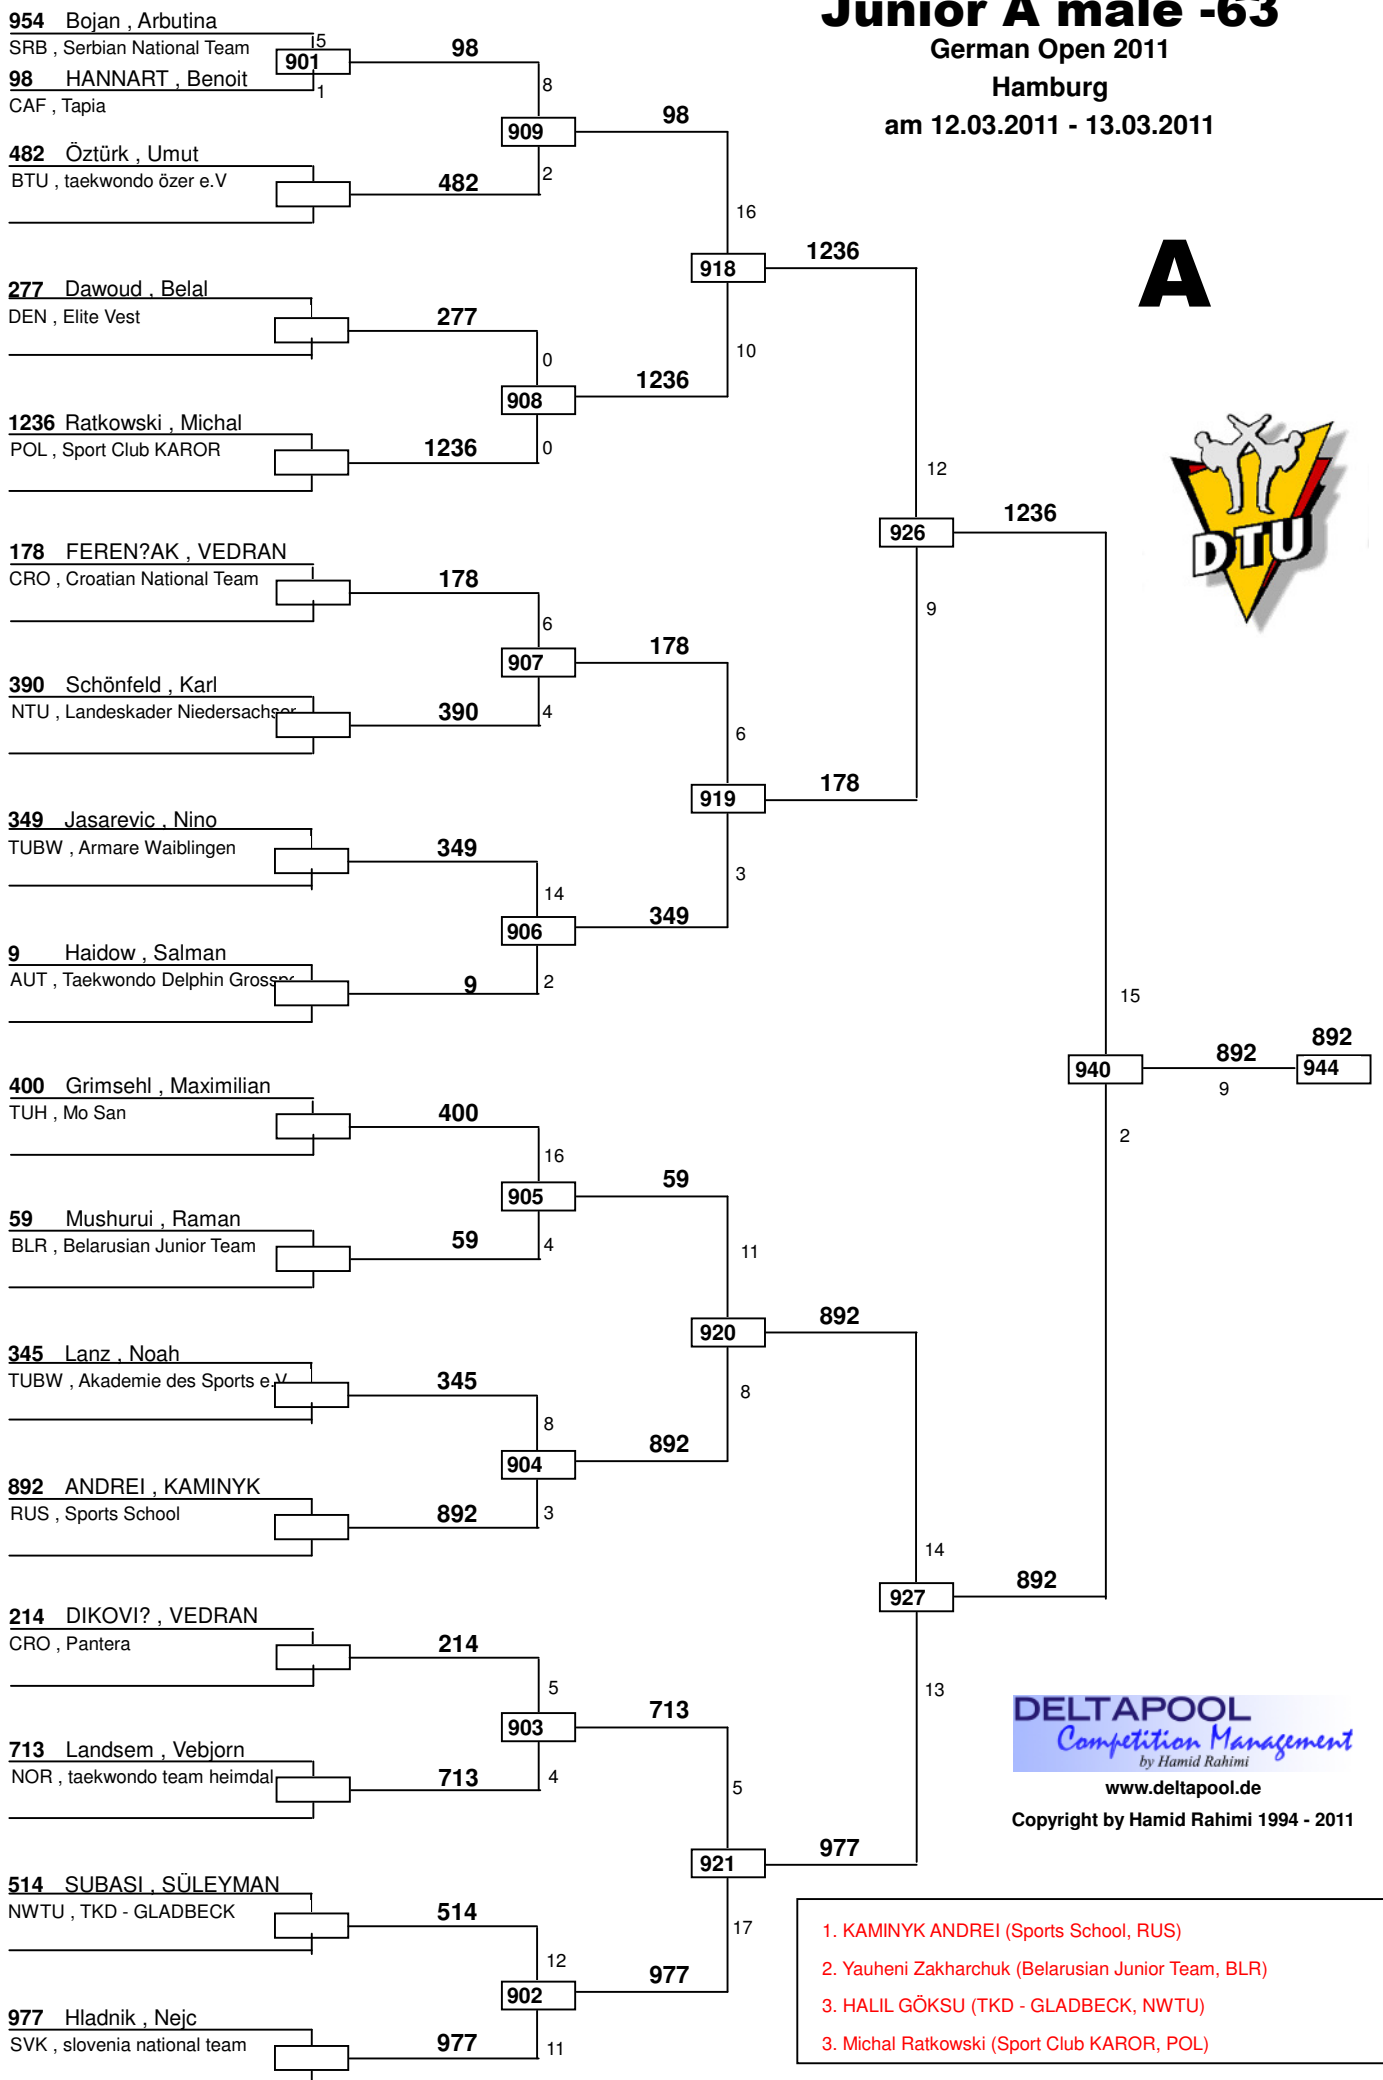 Junior A male -63
German Open 2011
Hamburg
am 12.03.2011 - 13.03.2011
A
DTU
954 Bojan , Arbutina
SRB , Serbian National Team
98 HANNART , Benoit
CAF , Tapia
901
5
1
98
482 Öztürk , Umut
BTU , taekwondo özer e.V
482
909
8
2
98
277 Dawoud , Belal
DEN , Elite Vest
277
1236 Ratkowski , Michal
POL , Sport Club KAROR
1236
908
0
0
1236
918
16
10
1236
178 FEREN?AK , VEDRAN
CRO , Croatian National Team
178
390 Schönfeld , Karl
NTU , Landeskader Niedersachser
390
907
6
4
178
349 Jasarevic , Nino
TUBW , Armare Waiblingen
349
9 Haidow , Salman
AUT , Taekwondo Delphin Grosspe
9
906
14
2
349
919
6
3
178
926
12
9
1236
400 Grimsehl , Maximilian
TUH , Mo San
400
59 Mushurui , Raman
BLR , Belarusian Junior Team
59
905
16
4
59
345 Lanz , Noah
TUBW , Akademie des Sports e.V
345
892 ANDREI , KAMINYK
RUS , Sports School
892
904
8
3
892
920
11
8
892
214 DIKOVI? , VEDRAN
CRO , Pantera
214
713 Landsem , Vebjorn
NOR , taekwondo team heimdal
713
903
5
4
713
514 SUBASI , SÜLEYMAN
NWTU , TKD - GLADBECK
514
977 Hladnik , Nejc
SVK , slovenia national team
977
902
12
11
977
921
5
17
977
927
14
13
892
940
15
2
892
9
892
944
DELTAPOOL
Competition Management
by Hamid Rahimi
www.deltapool.de
Copyright by Hamid Rahimi 1994 - 2011
1. KAMINYK ANDREI (Sports School, RUS)
2. Yauheni Zakharchuk (Belarusian Junior Team, BLR)
3. HALIL GÖKSU (TKD - GLADBECK, NWTU)
3. Michal Ratkowski (Sport Club KAROR, POL)